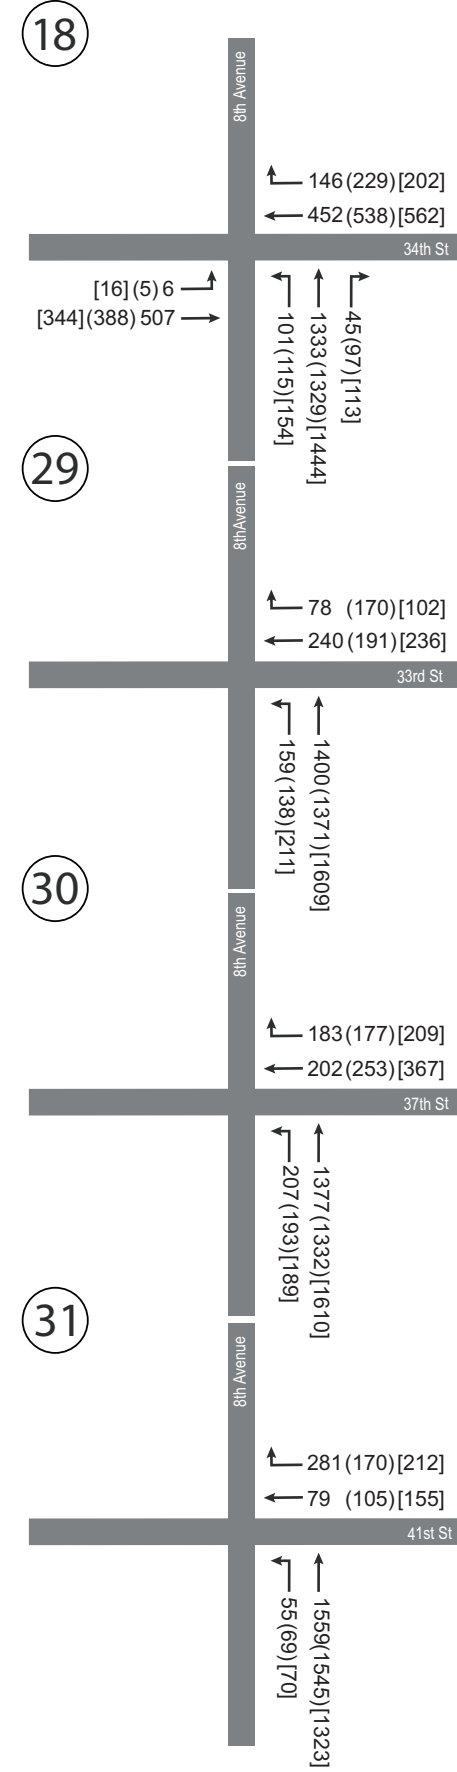 18
8th Avenue
146 (229) [202]
452 (538) [562]
34th St
[16] (5) 6
[344] (388) 507
101 (115) [154]
1333 (1329) [1444]
45 (97) [113]
29
8thAvenue
78 (170) [102]
240 (191) [236]
33rd St
159 (138) [211]
1400 (1371) [1609]
30
8th Avenue
183 (177) [209]
202 (253) [367]
37th St
207 (193) [189]
1377 (1332) [1610]
31
8th Avenue
281 (170) [212]
79 (105) [155]
41st St
55 (69) [70]
1559(1545)[1323]